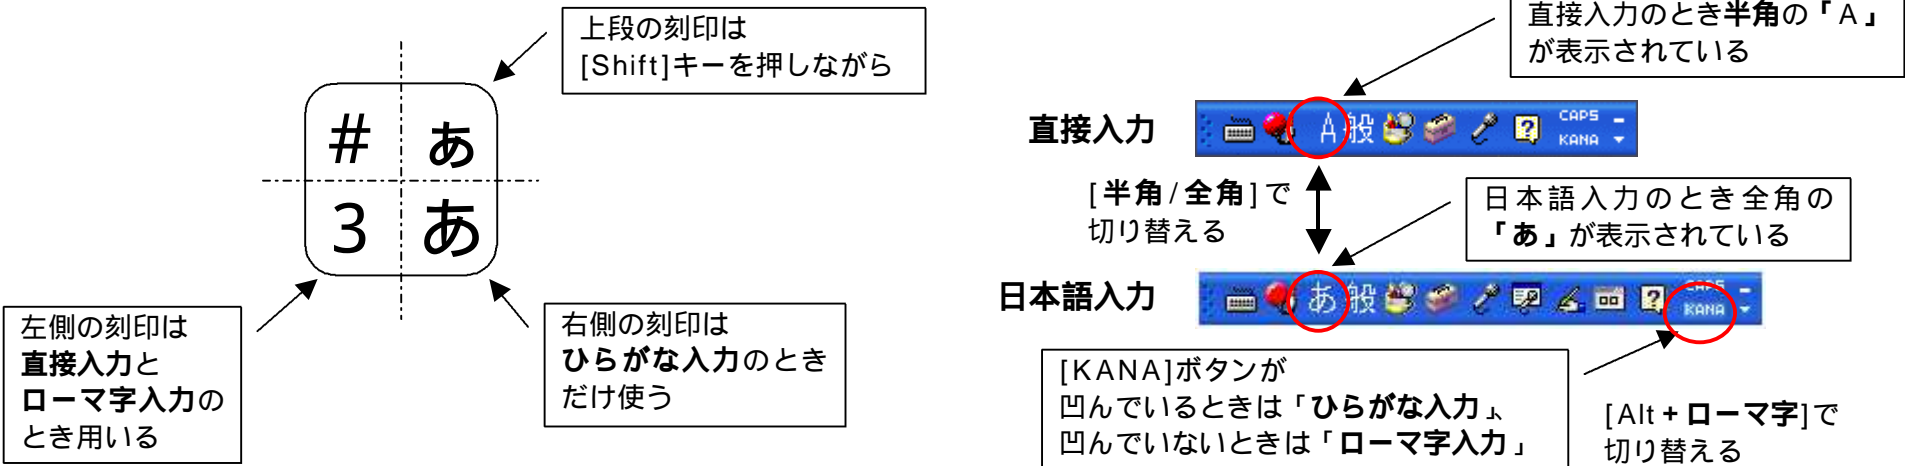 上段の刻印は
[Shift]キーを押しながら
# ぁ
3 あ
左側の刻印は
直接入力と
ローマ字入力の
とき用いる
右側の刻印は
ひらがな入力のとき
だけ使う
直接入力のとき半角の「A」
が表示されている
直接入力
A般
CAPS
KANA
[半角/全角]で
切り替える
日本語入力のとき全角の
「あ」が表示されている
日本語入力
あ般
CAPS
KANA
[KANA]ボタンが
凹んでいるときは「ひらがな入力」、
凹んでいないときは「ローマ字入力」
[Alt+ローマ字]で
切り替える